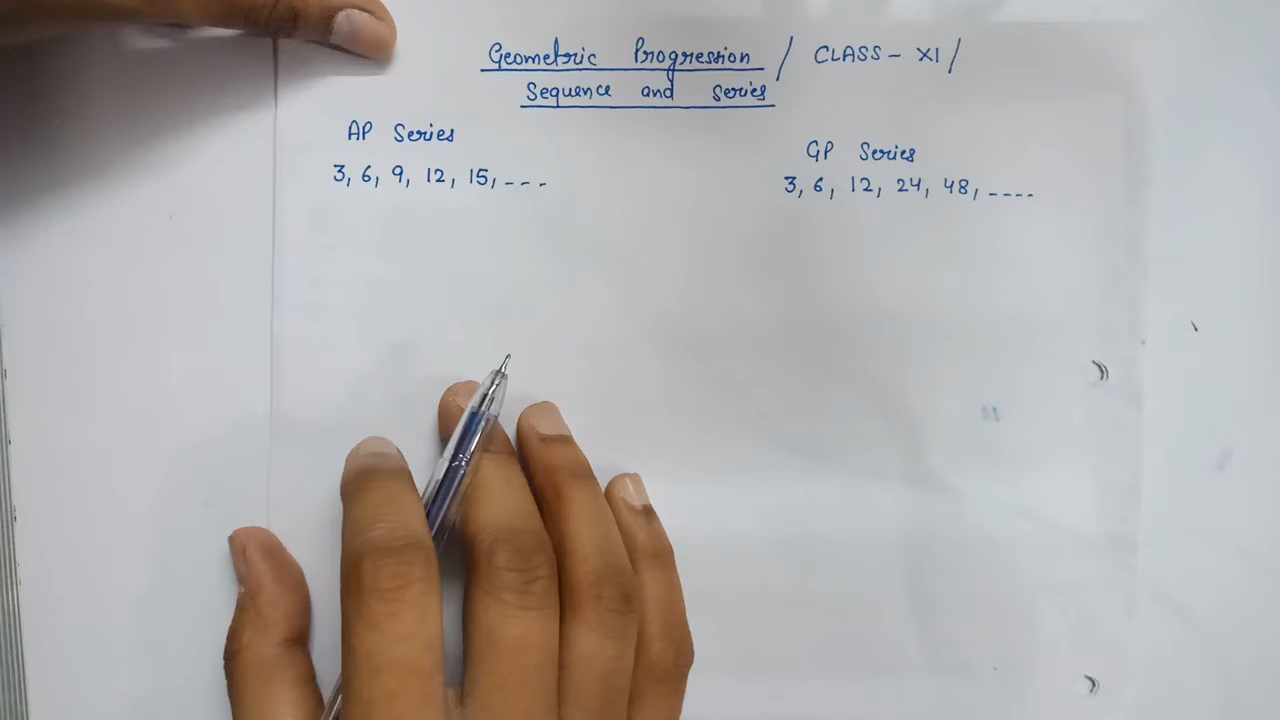 Geometric Progression / CLASS - XI /
Sequence and Series
AP Series
3, 6, 9, 12, 15, - - -
GP Series
3, 6, 12, 24, 48, - - - -